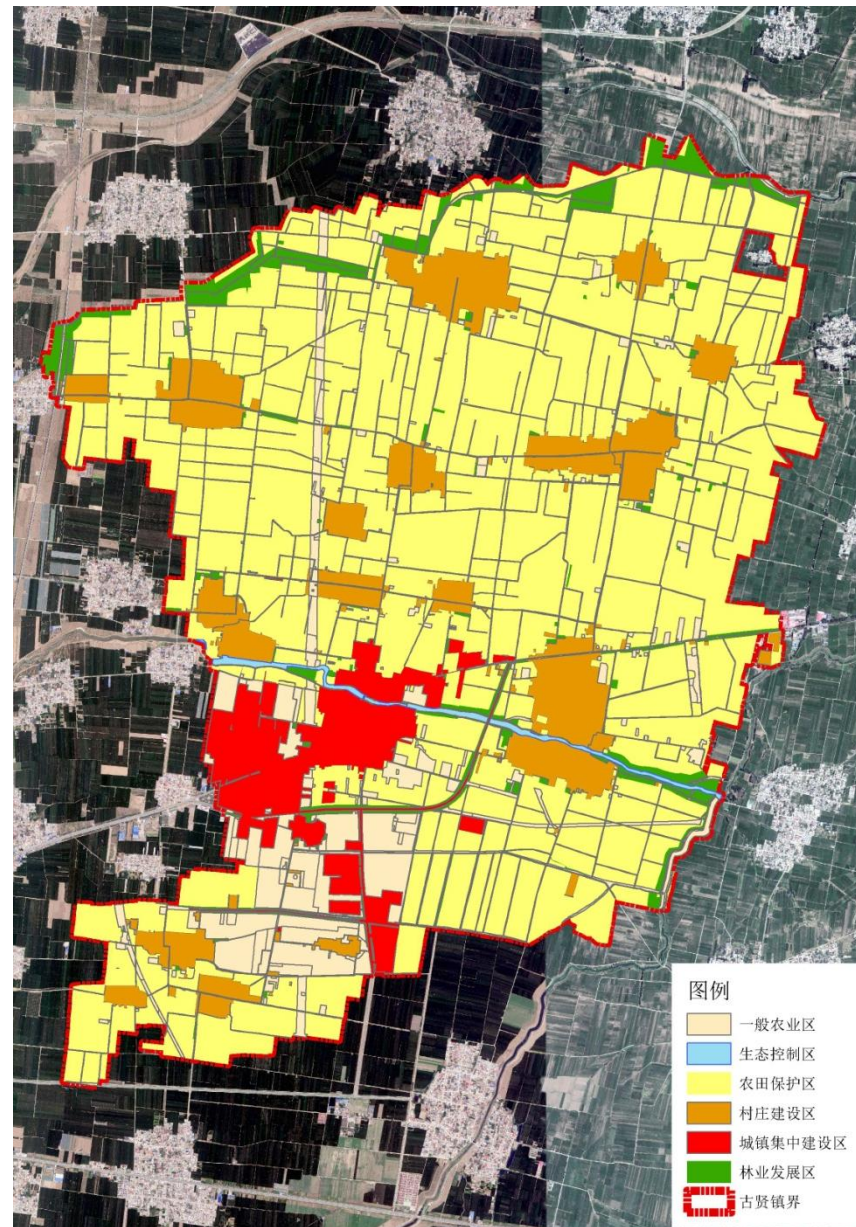 图例
一般农业区
生态控制区
农田保护区
村庄建设区
城镇集中建设区
林业发展区
古贤镇界